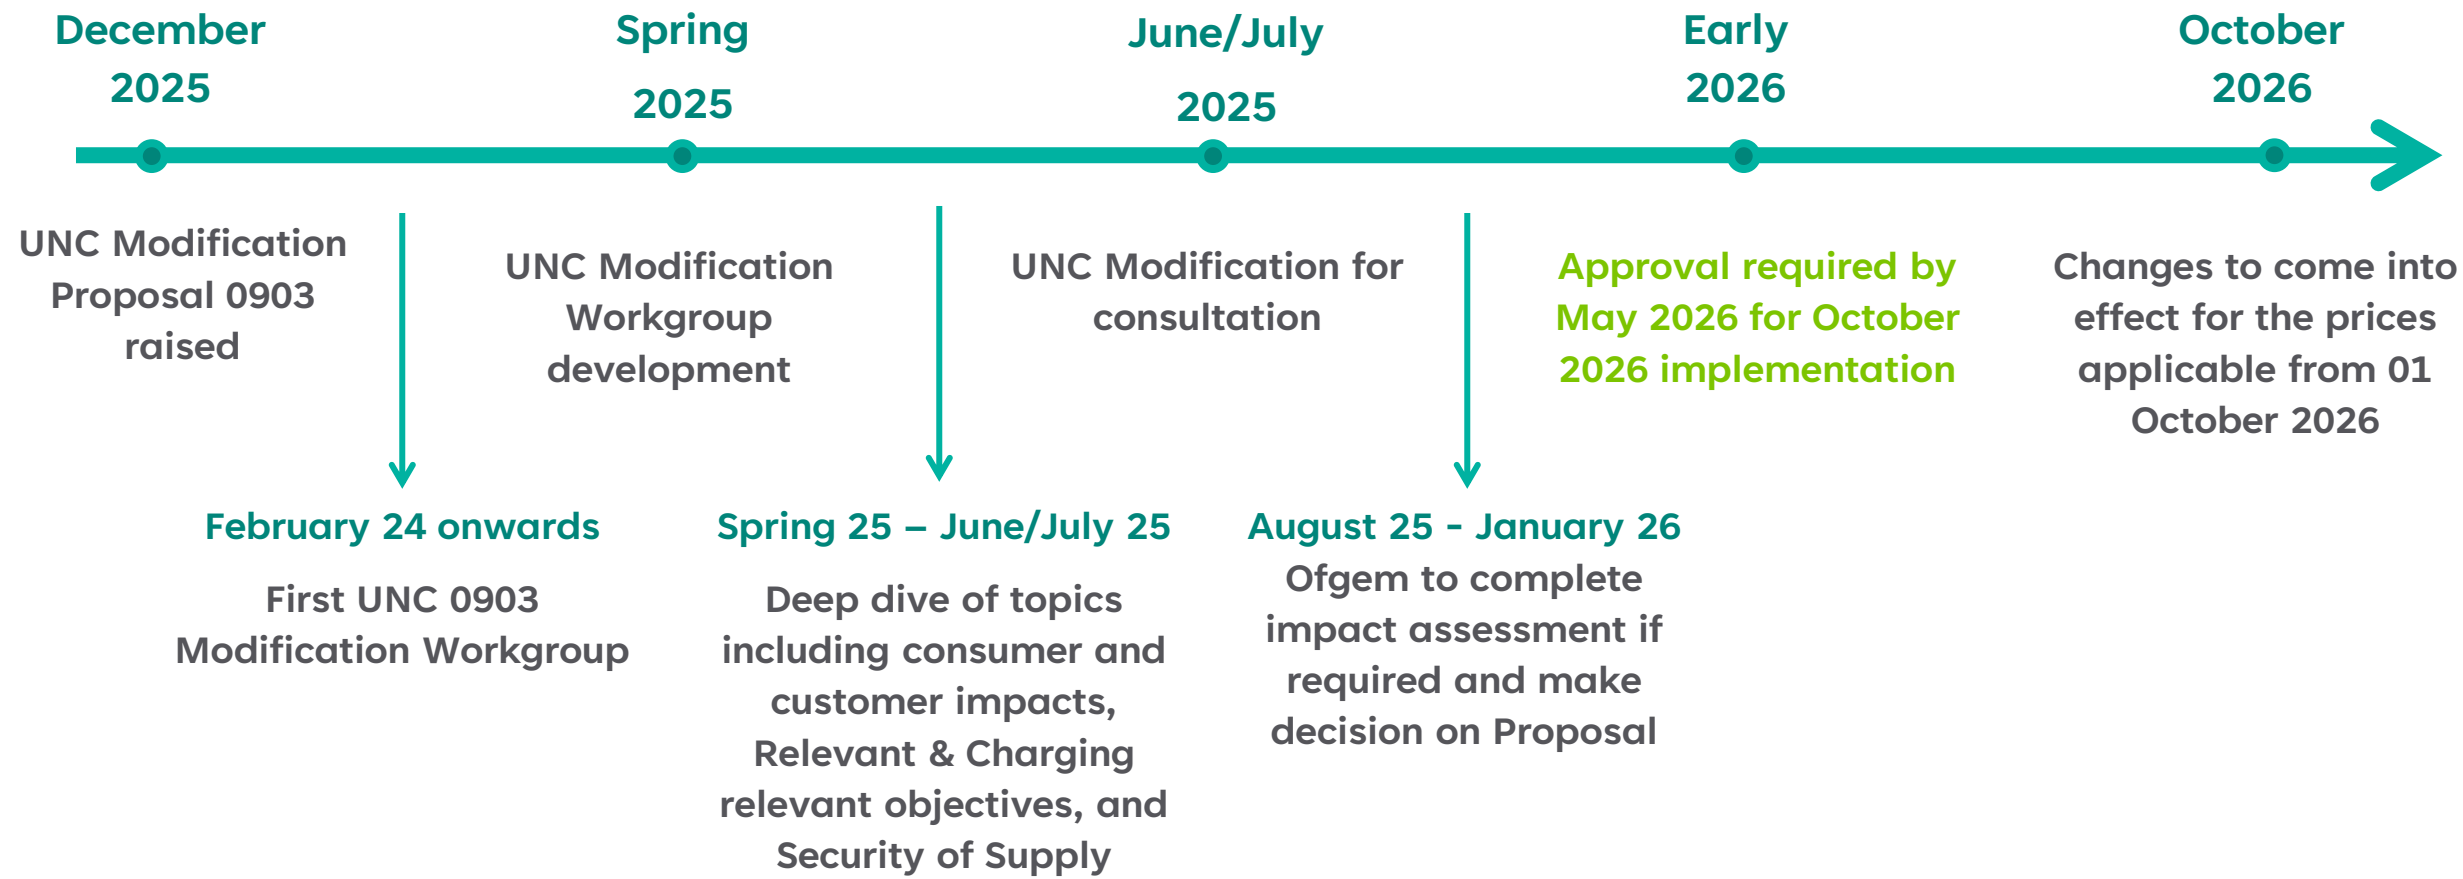 December
2025
Spring
2025
June/July
2025
Early
2026
October
2026
UNC Modification
Proposal 0903
raised
UNC Modification
Workgroup
development
UNC Modification for
consultation
Approval required by
May 2026 for October
2026 implementation
Changes to come into
effect for the prices
applicable from 01
October 2026
February 24 onwards
First UNC 0903
Modification Workgroup
Spring 25 – June/July 25
Deep dive of topics
including consumer and
customer impacts,
Relevant & Charging
relevant objectives, and
Security of Supply
August 25 - January 26
Ofgem to complete
impact assessment if
required and make
decision on Proposal